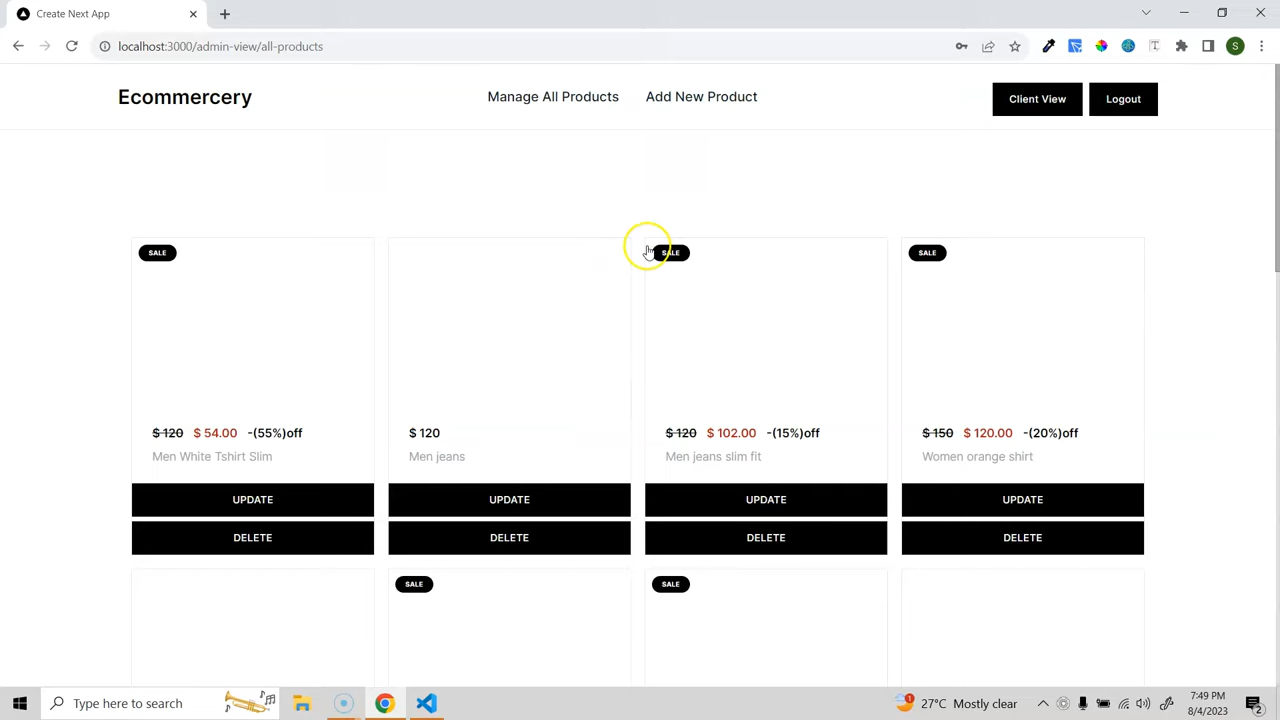 Create Next App
localhost:3000/admin-view/all-products
S
Ecommercery
Manage All Products
Add New Product
Client View
Logout
SALE
SALE
SALE
$ 120 $ 54.00 -(55%)off
Men White Tshirt Slim
UPDATE
DELETE
$ 120
Men jeans
UPDATE
DELETE
$ 120 $ 102.00 -(15%)off
Men jeans slim fit
UPDATE
DELETE
$ 150 $ 120.00 -(20%)off
Women orange shirt
UPDATE
DELETE
SALE
SALE
Type here to search
1
27°C Mostly clear
7:49 PM
8/4/2023
2